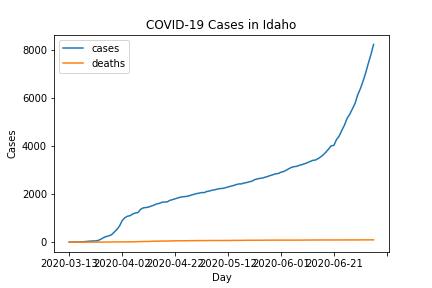 COVID-19 Cases in Idaho
cases
deaths
8000
6000
4000
2000
0
Cases
2020-03-13
2020-04-02
2020-04-22
2020-05-12
2020-06-01
2020-06-21
Day